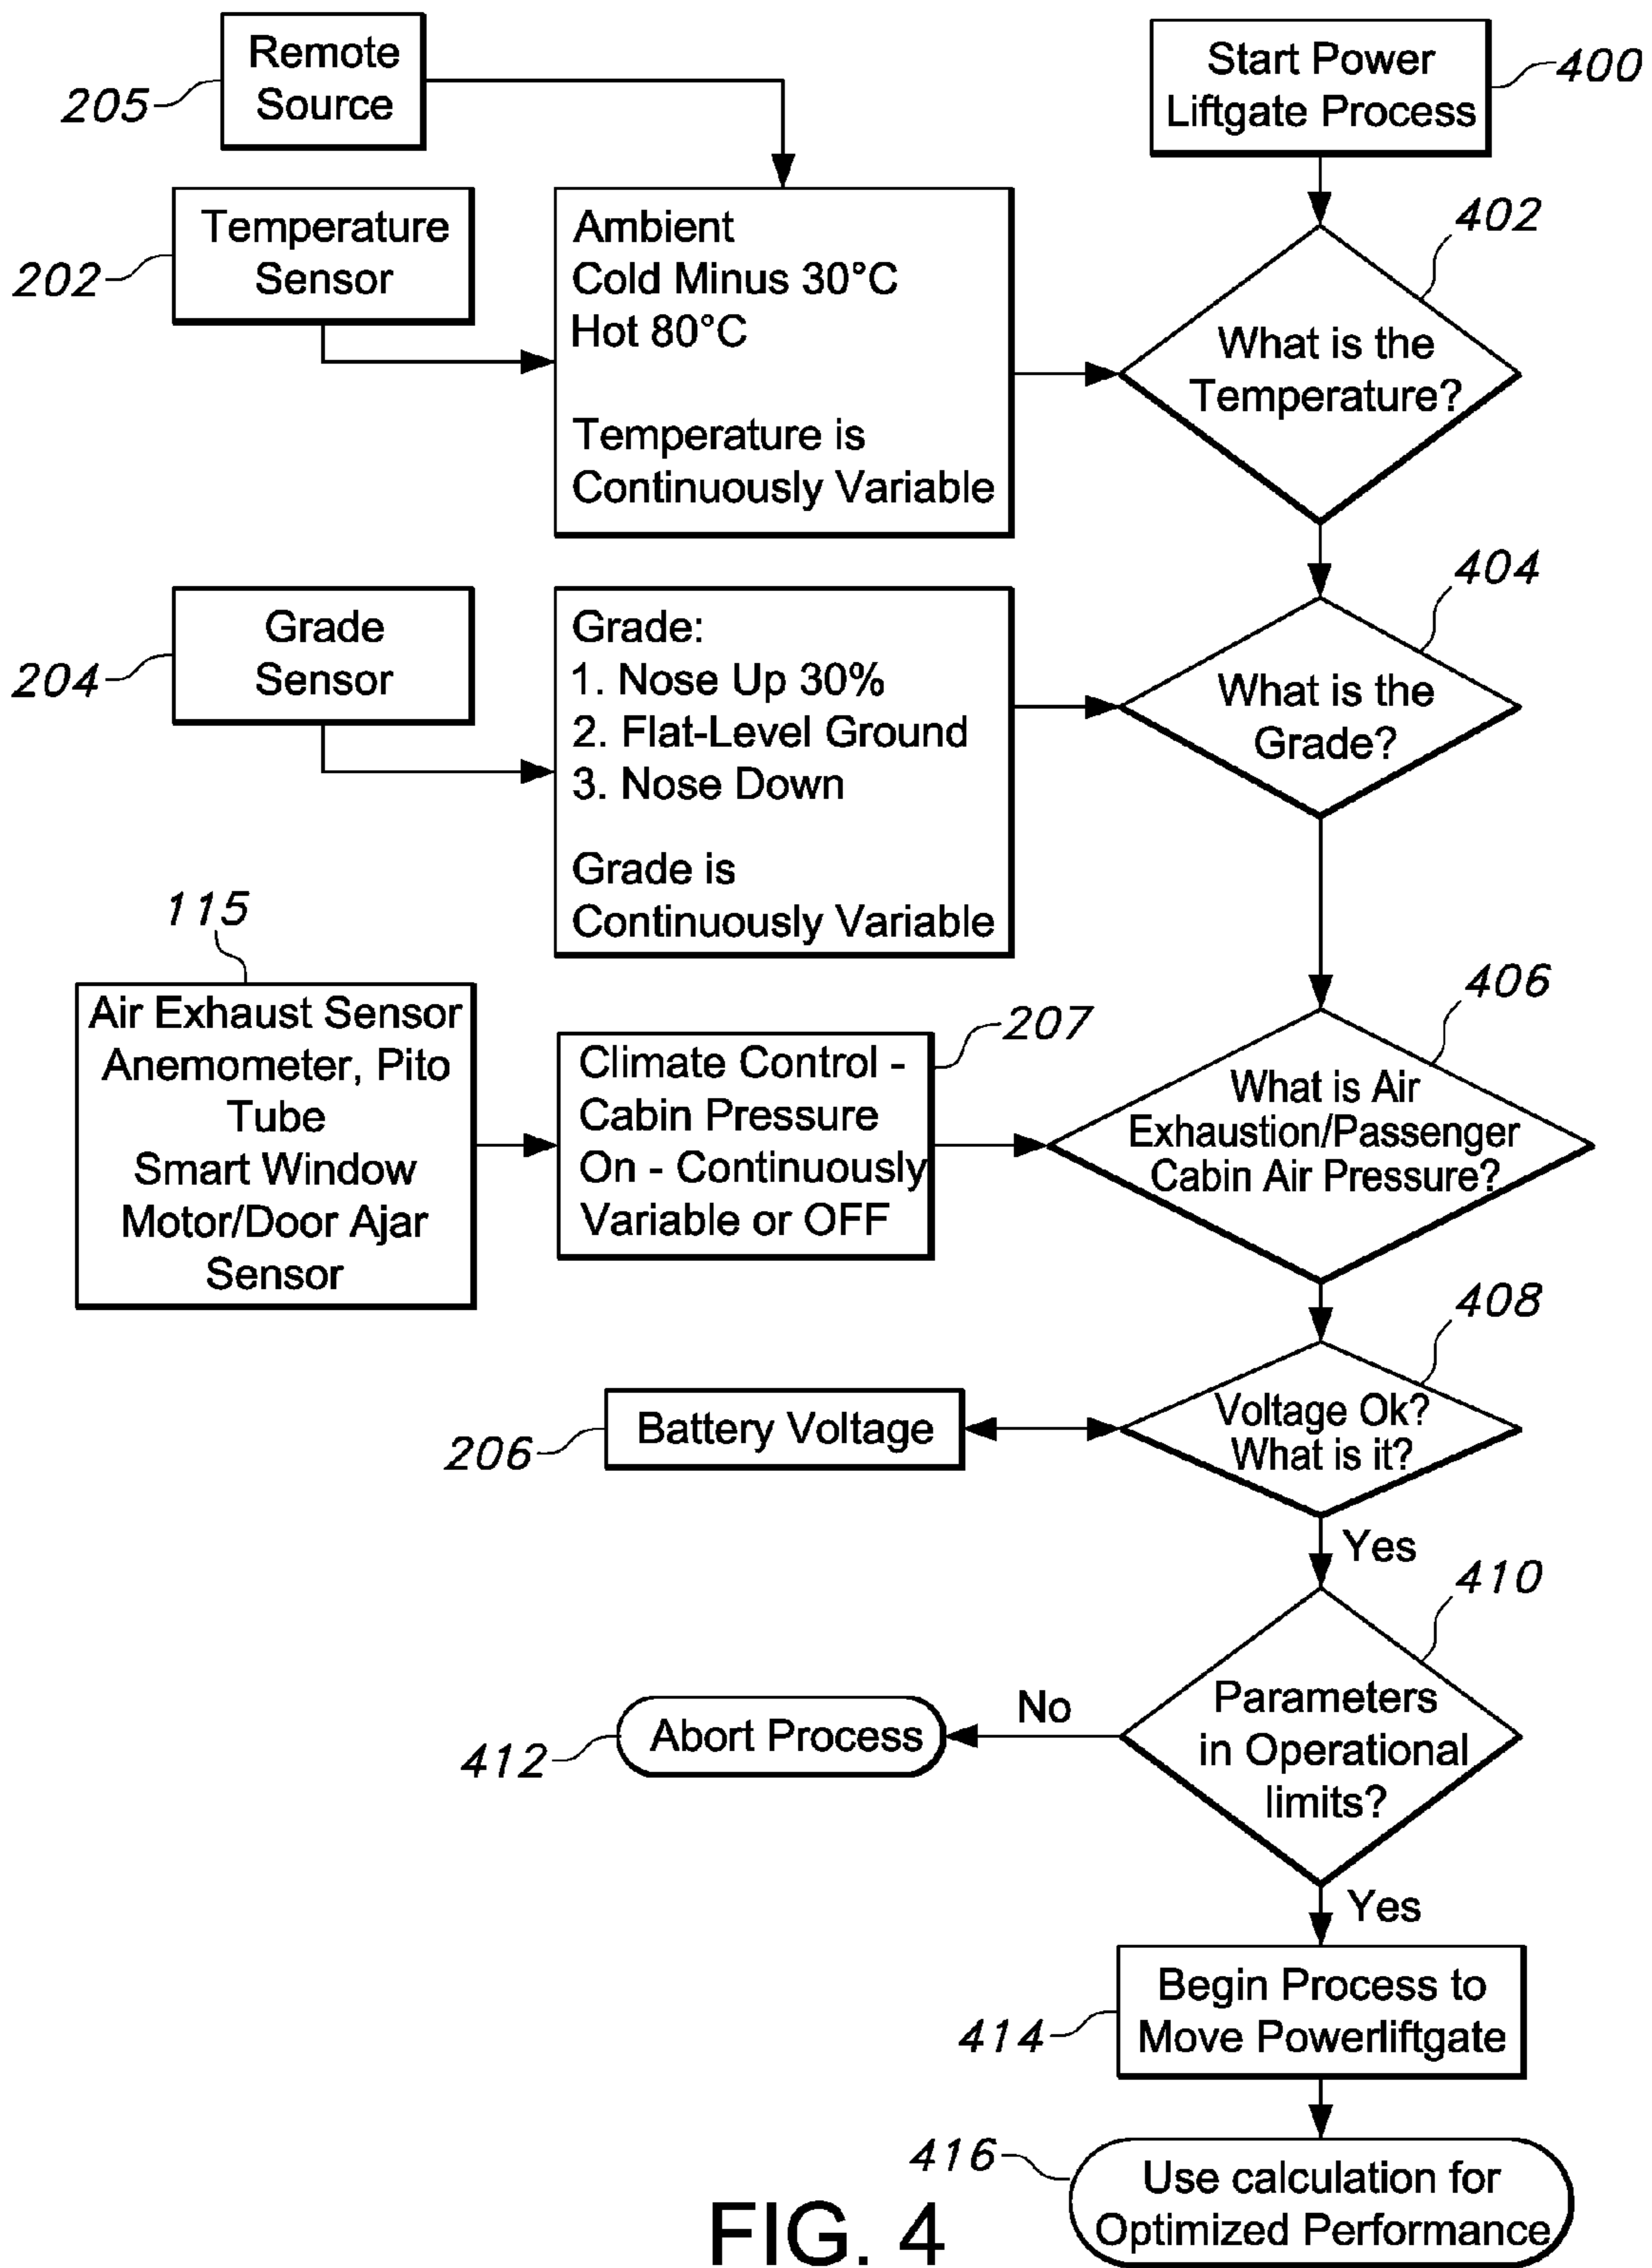 Remote
Source
205
Start Power
Liftgate Process
400
Temperature
Sensor
202
Ambient
Cold Minus 30°C
Hot 80°C
Temperature is
Continuously Variable
402
What is the
Temperature?
Grade
Sensor
204
Grade:
1. Nose Up 30%
2. Flat-Level Ground
3. Nose Down
Grade is
Continuously Variable
404
What is the
Grade?
115
Air Exhaust Sensor
Anemometer, Pito
Tube
Smart Window
Motor/Door Ajar
Sensor
207
Climate Control -
Cabin Pressure
On - Continuously
Variable or OFF
406
What is Air
Exhaustion/Passenger
Cabin Air Pressure?
408
Battery Voltage
206
Voltage Ok?
What is it?
Yes
410
Parameters
in Operational
limits?
No
Abort Process
412
Yes
Begin Process to
Move Powerliftgate
414
416
Use calculation for
Optimized Performance
FIG. 4